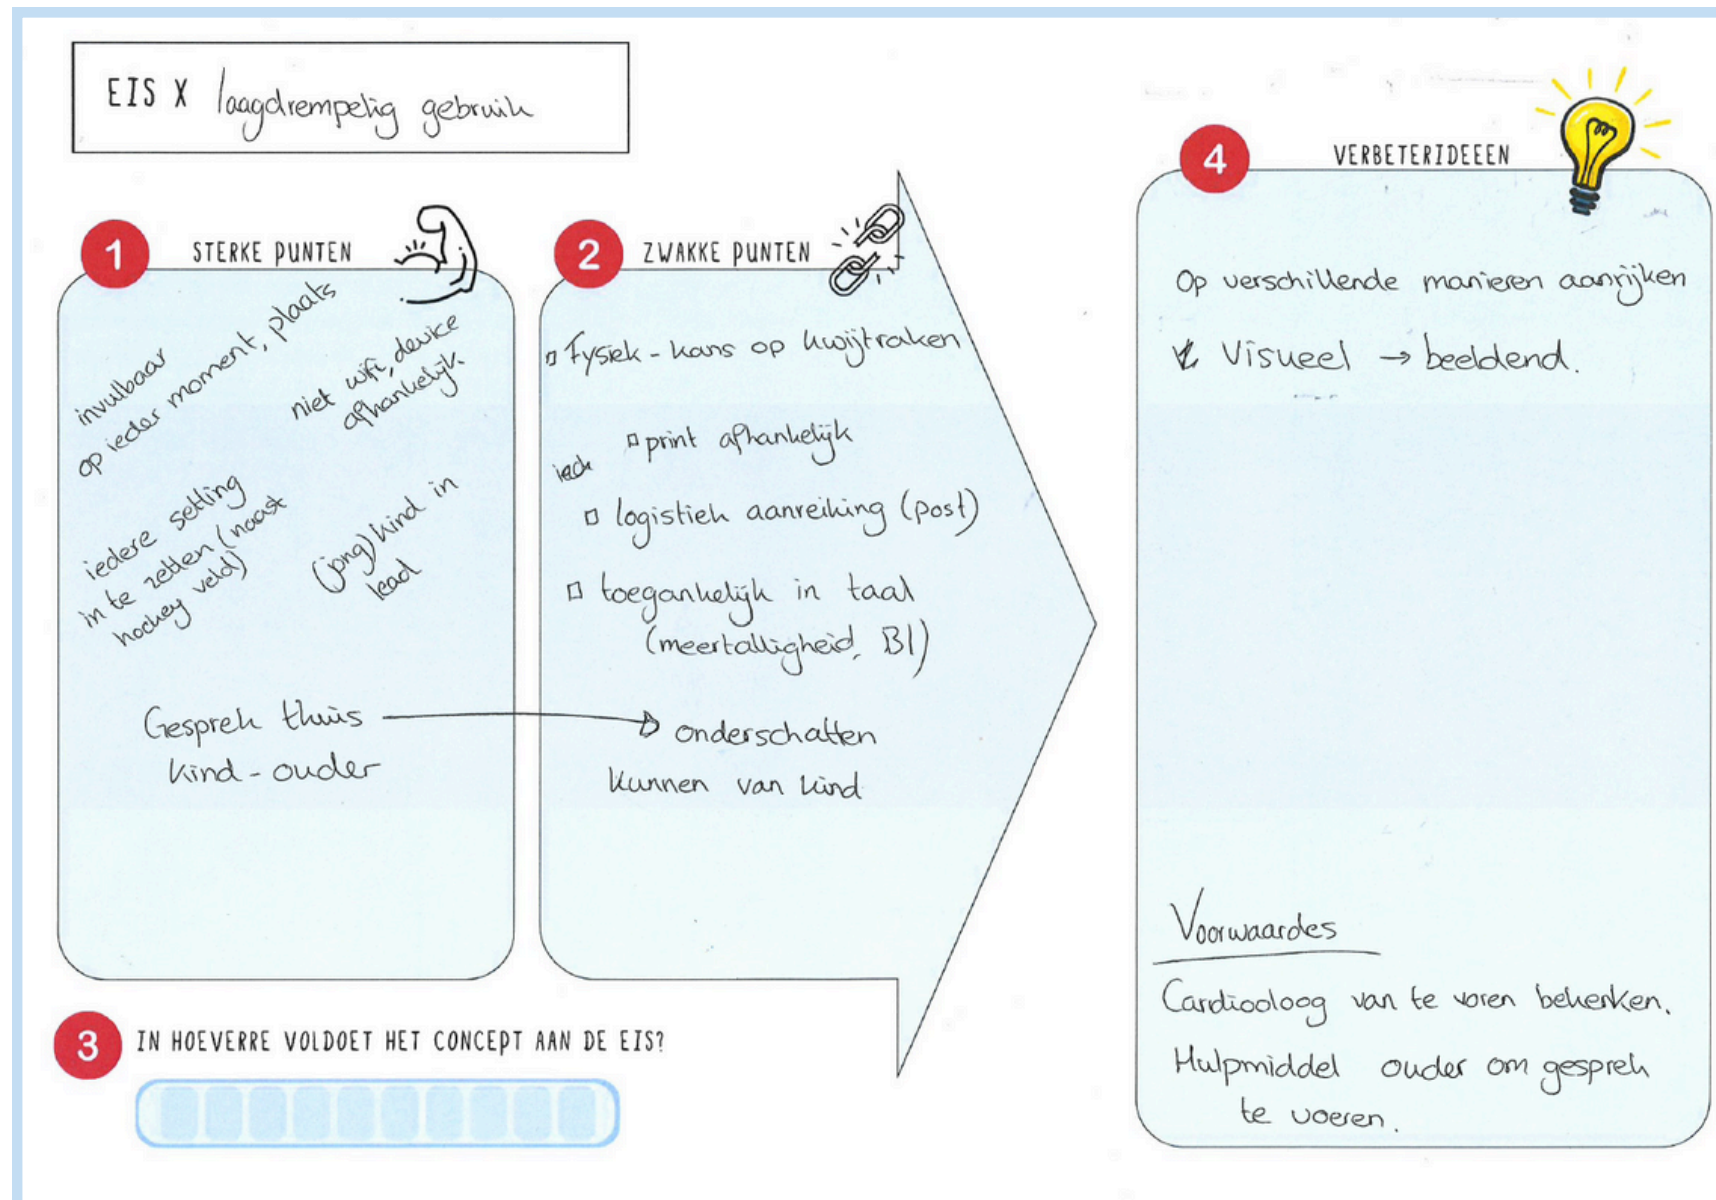 EIS X laagdrempelig gebruik
1
STERKE PUNTEN
invulbaar
op ieder moment, plaats
niet wifi, device
afhankelijk
iedere setting
in te zetten (naast
hockey veld)
(jong) kind in
lead
Gesprek thuis
kind - ouder
2
ZWAKKE PUNTEN
Fysiek - kans op kwijtraken
print afhankelijk
logistiek aanreiking (post)
toegankelijk in taal
(meertalligheid, B1)
onderschatten
kunnen van kind
3
IN HOEVERRE VOLDOET HET CONCEPT AAN DE EIS?
4
VERBETERIDEEEN
Op verschillende manieren aanrijken
Visueel → beeldend.
Voorwaardes
Cardiooloog van te voren bekenken.
Hulpmiddel ouder om gesprek
te voeren.